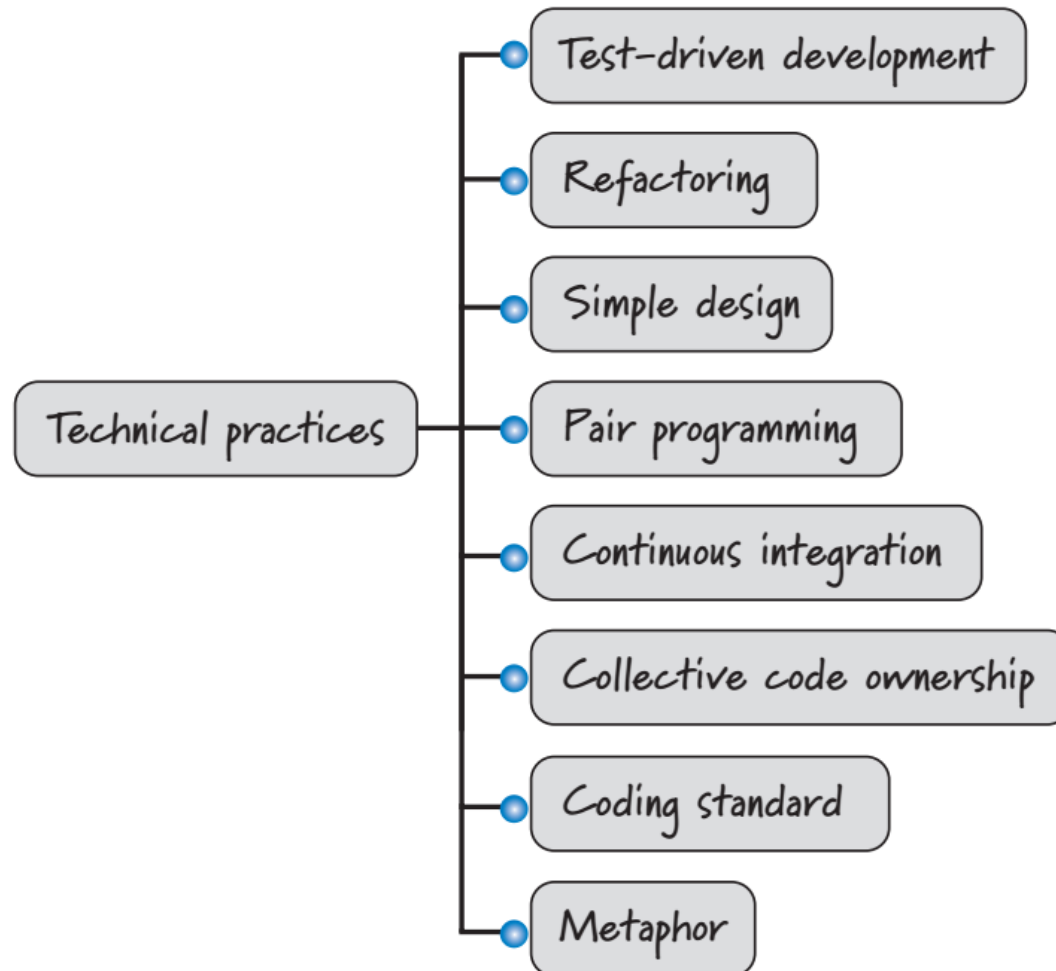 Test-driven development
Refactoring
Simple design
Technical practices
Pair programming
Continuous integration
Collective code ownership
Coding standard
Metaphor